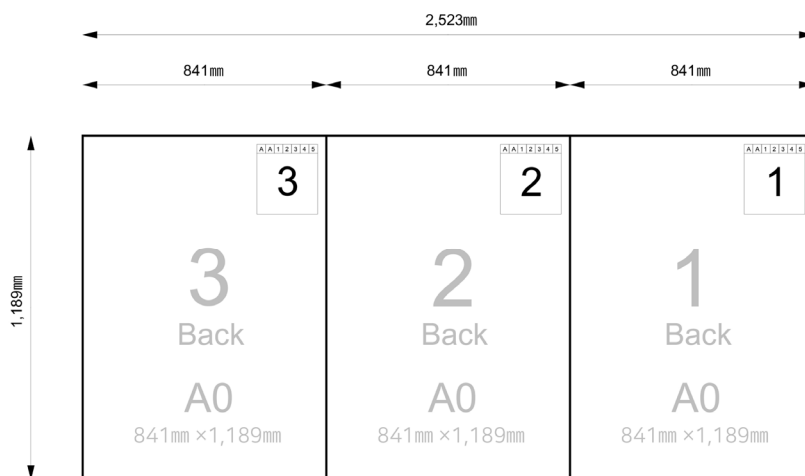 2,523㎜
841㎜ 841㎜ 841㎜
A A 1 2 3 4 5 A A 1 2 3 4 5 A A 1 2 3 4 5
3 2 1
1,189㎜
3 2 1
Back Back Back
A0 A0 A0
841㎜ ×1,189㎜ 841㎜ ×1,189㎜ 841㎜ ×1,189㎜